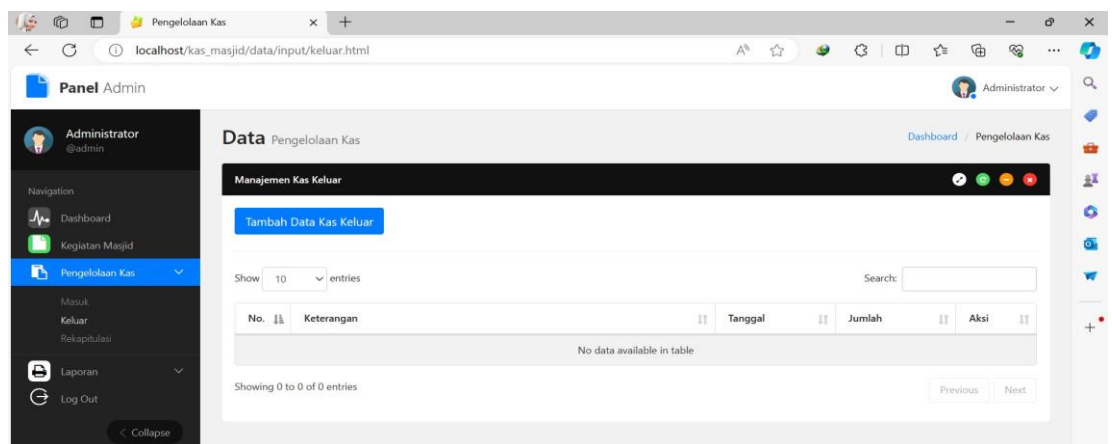 Pengelolaan Kas
localhost/kas_masjid/data/input/keluar.html
Panel Admin
Administrator
Administrator
@admin
Navigation
Dashboard
Kegiatan Masjid
Pengelolaan Kas
Masuk
Keluar
Rekapitulasi
Laporan
Log Out
Collapse
Data Pengelolaan Kas
Dashboard / Pengelolaan Kas
Manajemen Kas Keluar
Tambah Data Kas Keluar
Show 10 entries
Search:
No. Keterangan Tanggal Jumlah Aksi
No data available in table
Showing 0 to 0 of 0 entries
Previous Next